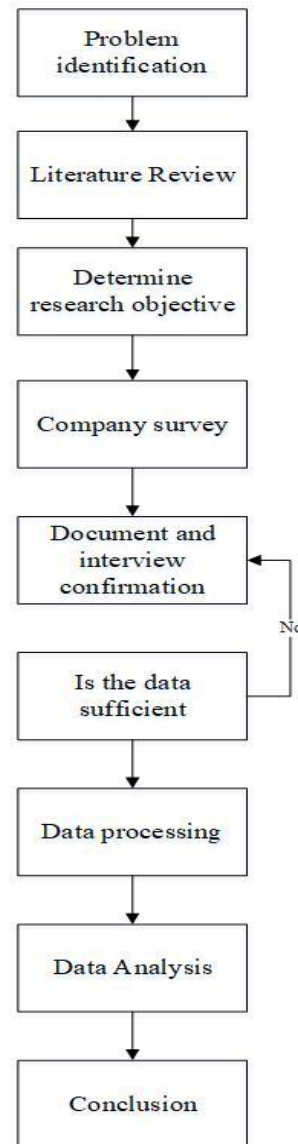 Problem
identification
Literature Review
Determine
research objective
Company survey
Document and
interview
confirmation
No
Is the data
sufficient
Data processing
Data Analysis
Conclusion